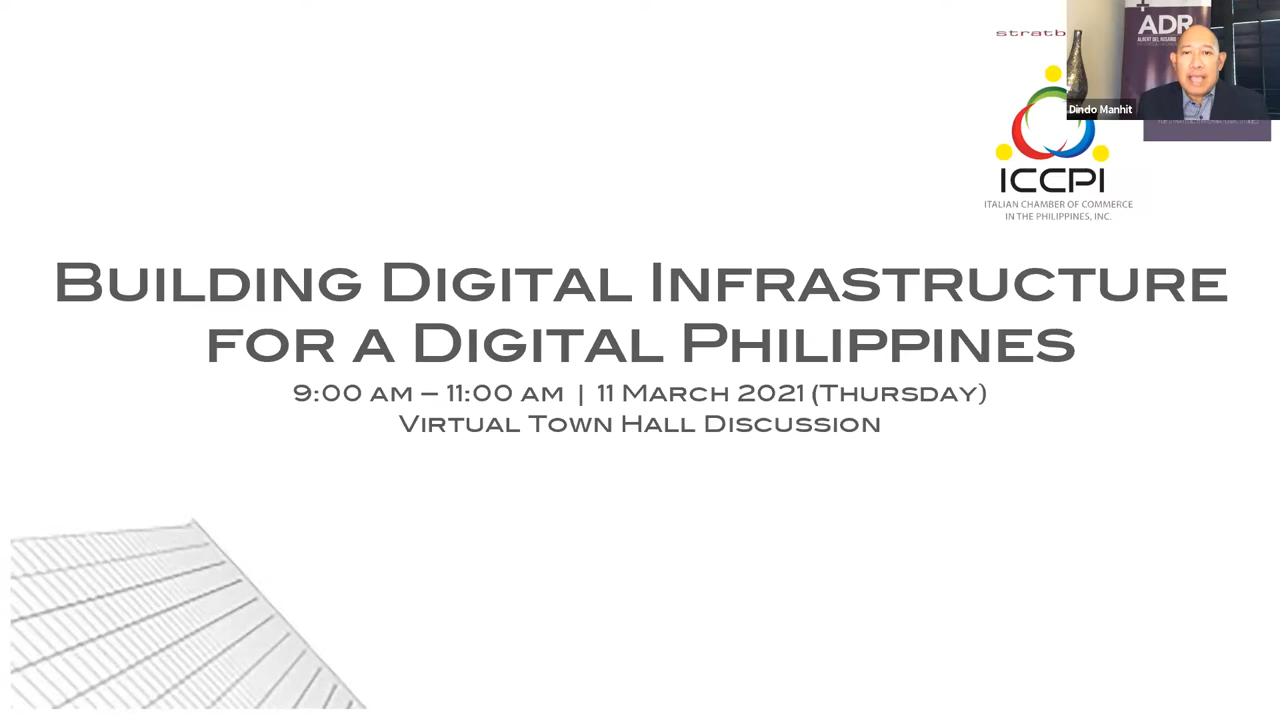 ADR
Dindo Manhit
ICCPI
ITALIAN CHAMBER OF COMMERCE
IN THE PHILIPPINES, INC.
BUILDING DIGITAL INFRASTRUCTURE
FOR A DIGITAL PHILIPPINES
9:00 AM – 11:00 AM | 11 MARCH 2021 (THURSDAY)
VIRTUAL TOWN HALL DISCUSSION